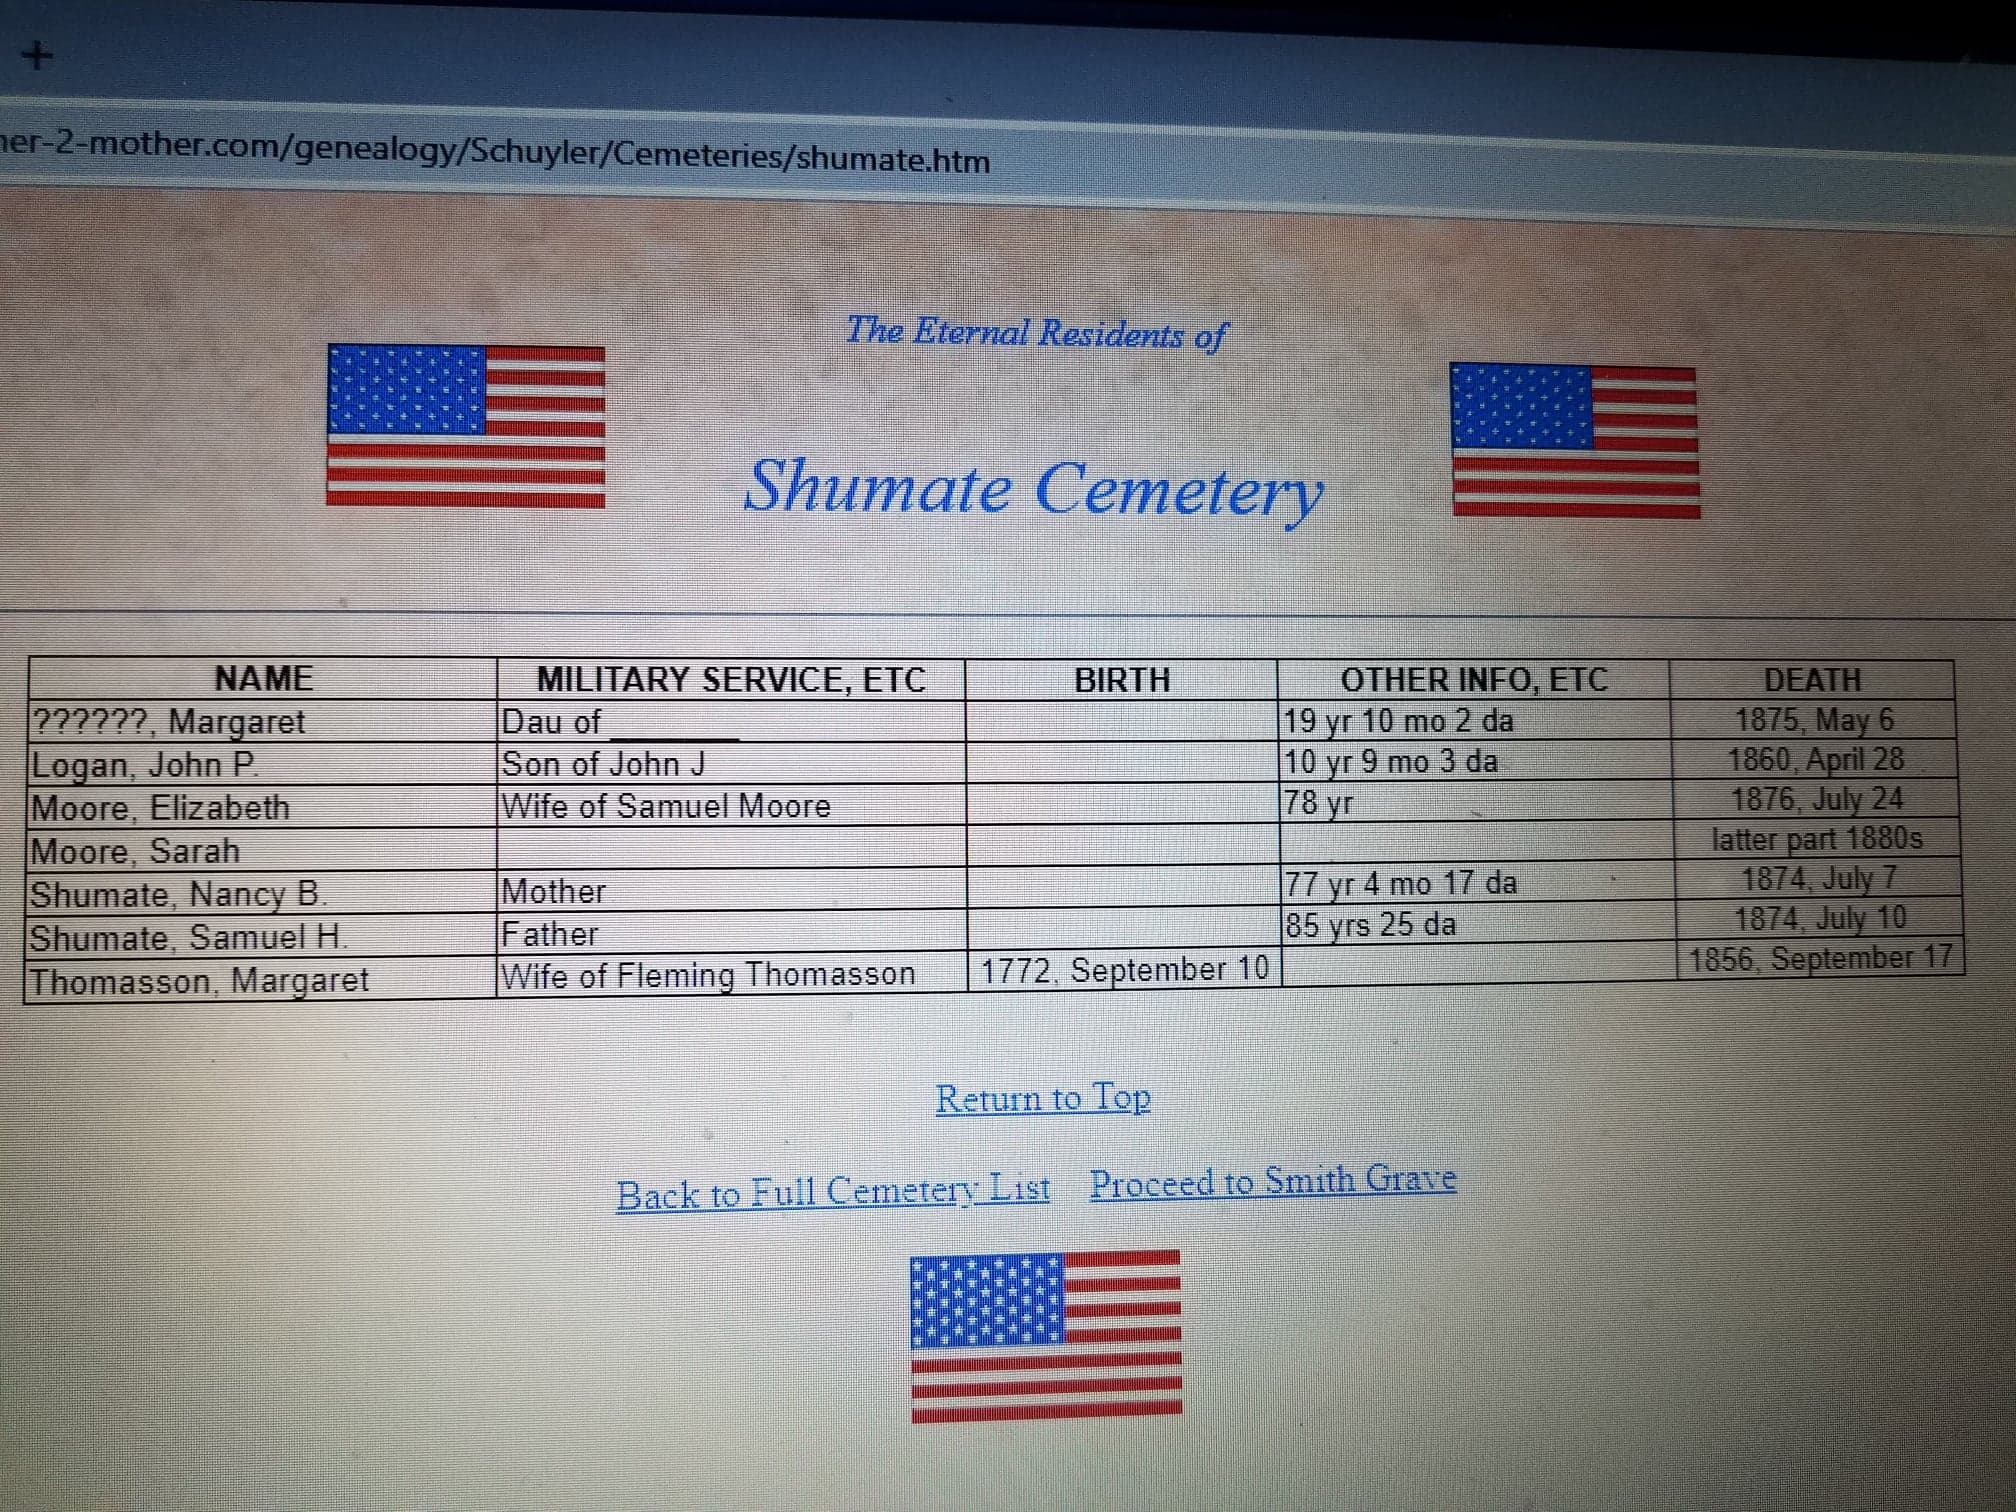 +
er-2-mother.com/genealogy/Schuyler/Cemeteries/shumate.htm
The Eternal Residents of
Shumate Cemetery
NAME MILITARY SERVICE, ETC BIRTH OTHER INFO, ETC DEATH
??????, Margaret Dau of ________ 19 yr 10 mo 2 da 1875, May 6
Logan, John P. Son of John J 10 yr 9 mo 3 da 1860, April 28
Moore, Elizabeth Wife of Samuel Moore 78 yr 1876, July 24
Moore, Sarah latter part 1880s
Shumate, Nancy B. Mother 77 yr 4 mo 17 da 1874, July 7
Shumate, Samuel H. Father 85 yrs 25 da 1874, July 10
Thomasson, Margaret Wife of Fleming Thomasson 1772, September 10 1856, September 17
Return to Top
Back to Full Cemetery List Proceed to Smith Grave